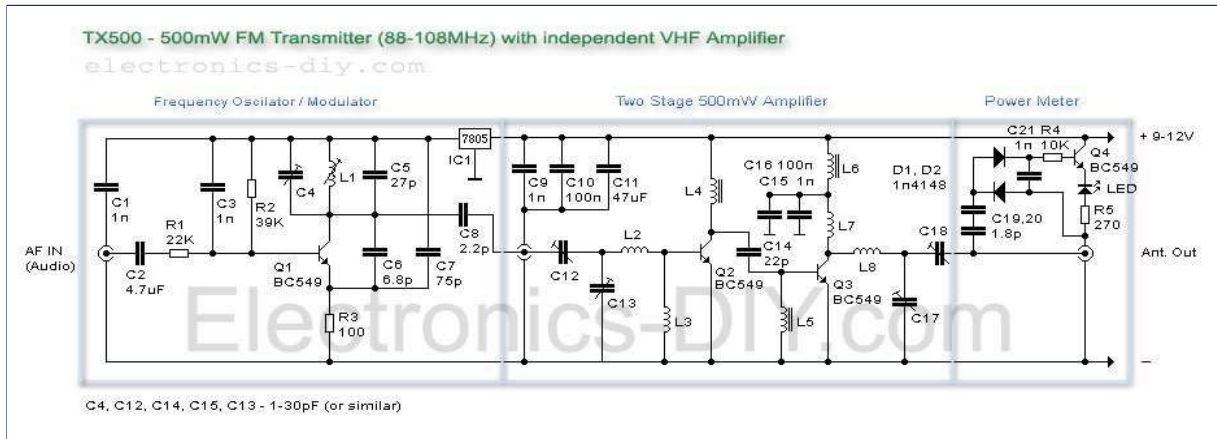 TX500 - 500mW FM Transmitter (88-108MHz) with independent VHF Amplifier
electronics-diy.com
Frequency Oscilator / Modulator
Two Stage 500mW Amplifier
Power Meter
7805
IC1
+ 9-12V
C1
1n
C3
1n
R2
39K
C4
L1
C5
27p
C9
1n
C10
100n
C11
47uF
L4
C16 100n
C15 1n
L6
D1, D2
1n4148
C21 R4
1n 10K
Q4
BC549
LED
R5
270
AF IN
(Audio)
R1
22K
C2
4.7uF
Q1
BC549
C6
6.8p
C7
75p
C8
2.2p
C12
L2
C13
L3
Q2
BC549
C14
22p
L7
L8
Q3
BC549
C18
C19,20
1.8p
Ant. Out
R3
100
L5
C17
Electronics-DIY.com
–
C4, C12, C14, C15, C13 - 1-30pF (or similar)